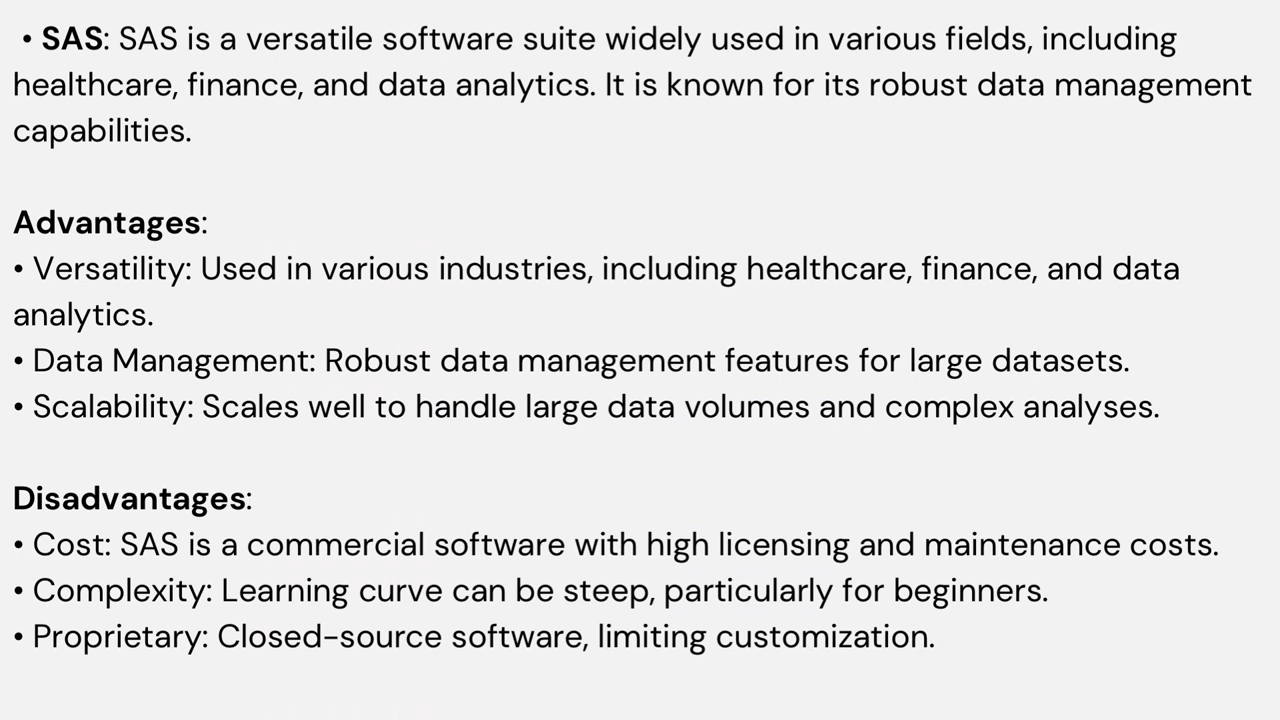 • SAS: SAS is a versatile software suite widely used in various fields, including
healthcare, finance, and data analytics. It is known for its robust data management
capabilities.
Advantages:
• Versatility: Used in various industries, including healthcare, finance, and data
analytics.
• Data Management: Robust data management features for large datasets.
• Scalability: Scales well to handle large data volumes and complex analyses.
Disadvantages:
• Cost: SAS is a commercial software with high licensing and maintenance costs.
• Complexity: Learning curve can be steep, particularly for beginners.
• Proprietary: Closed-source software, limiting customization.